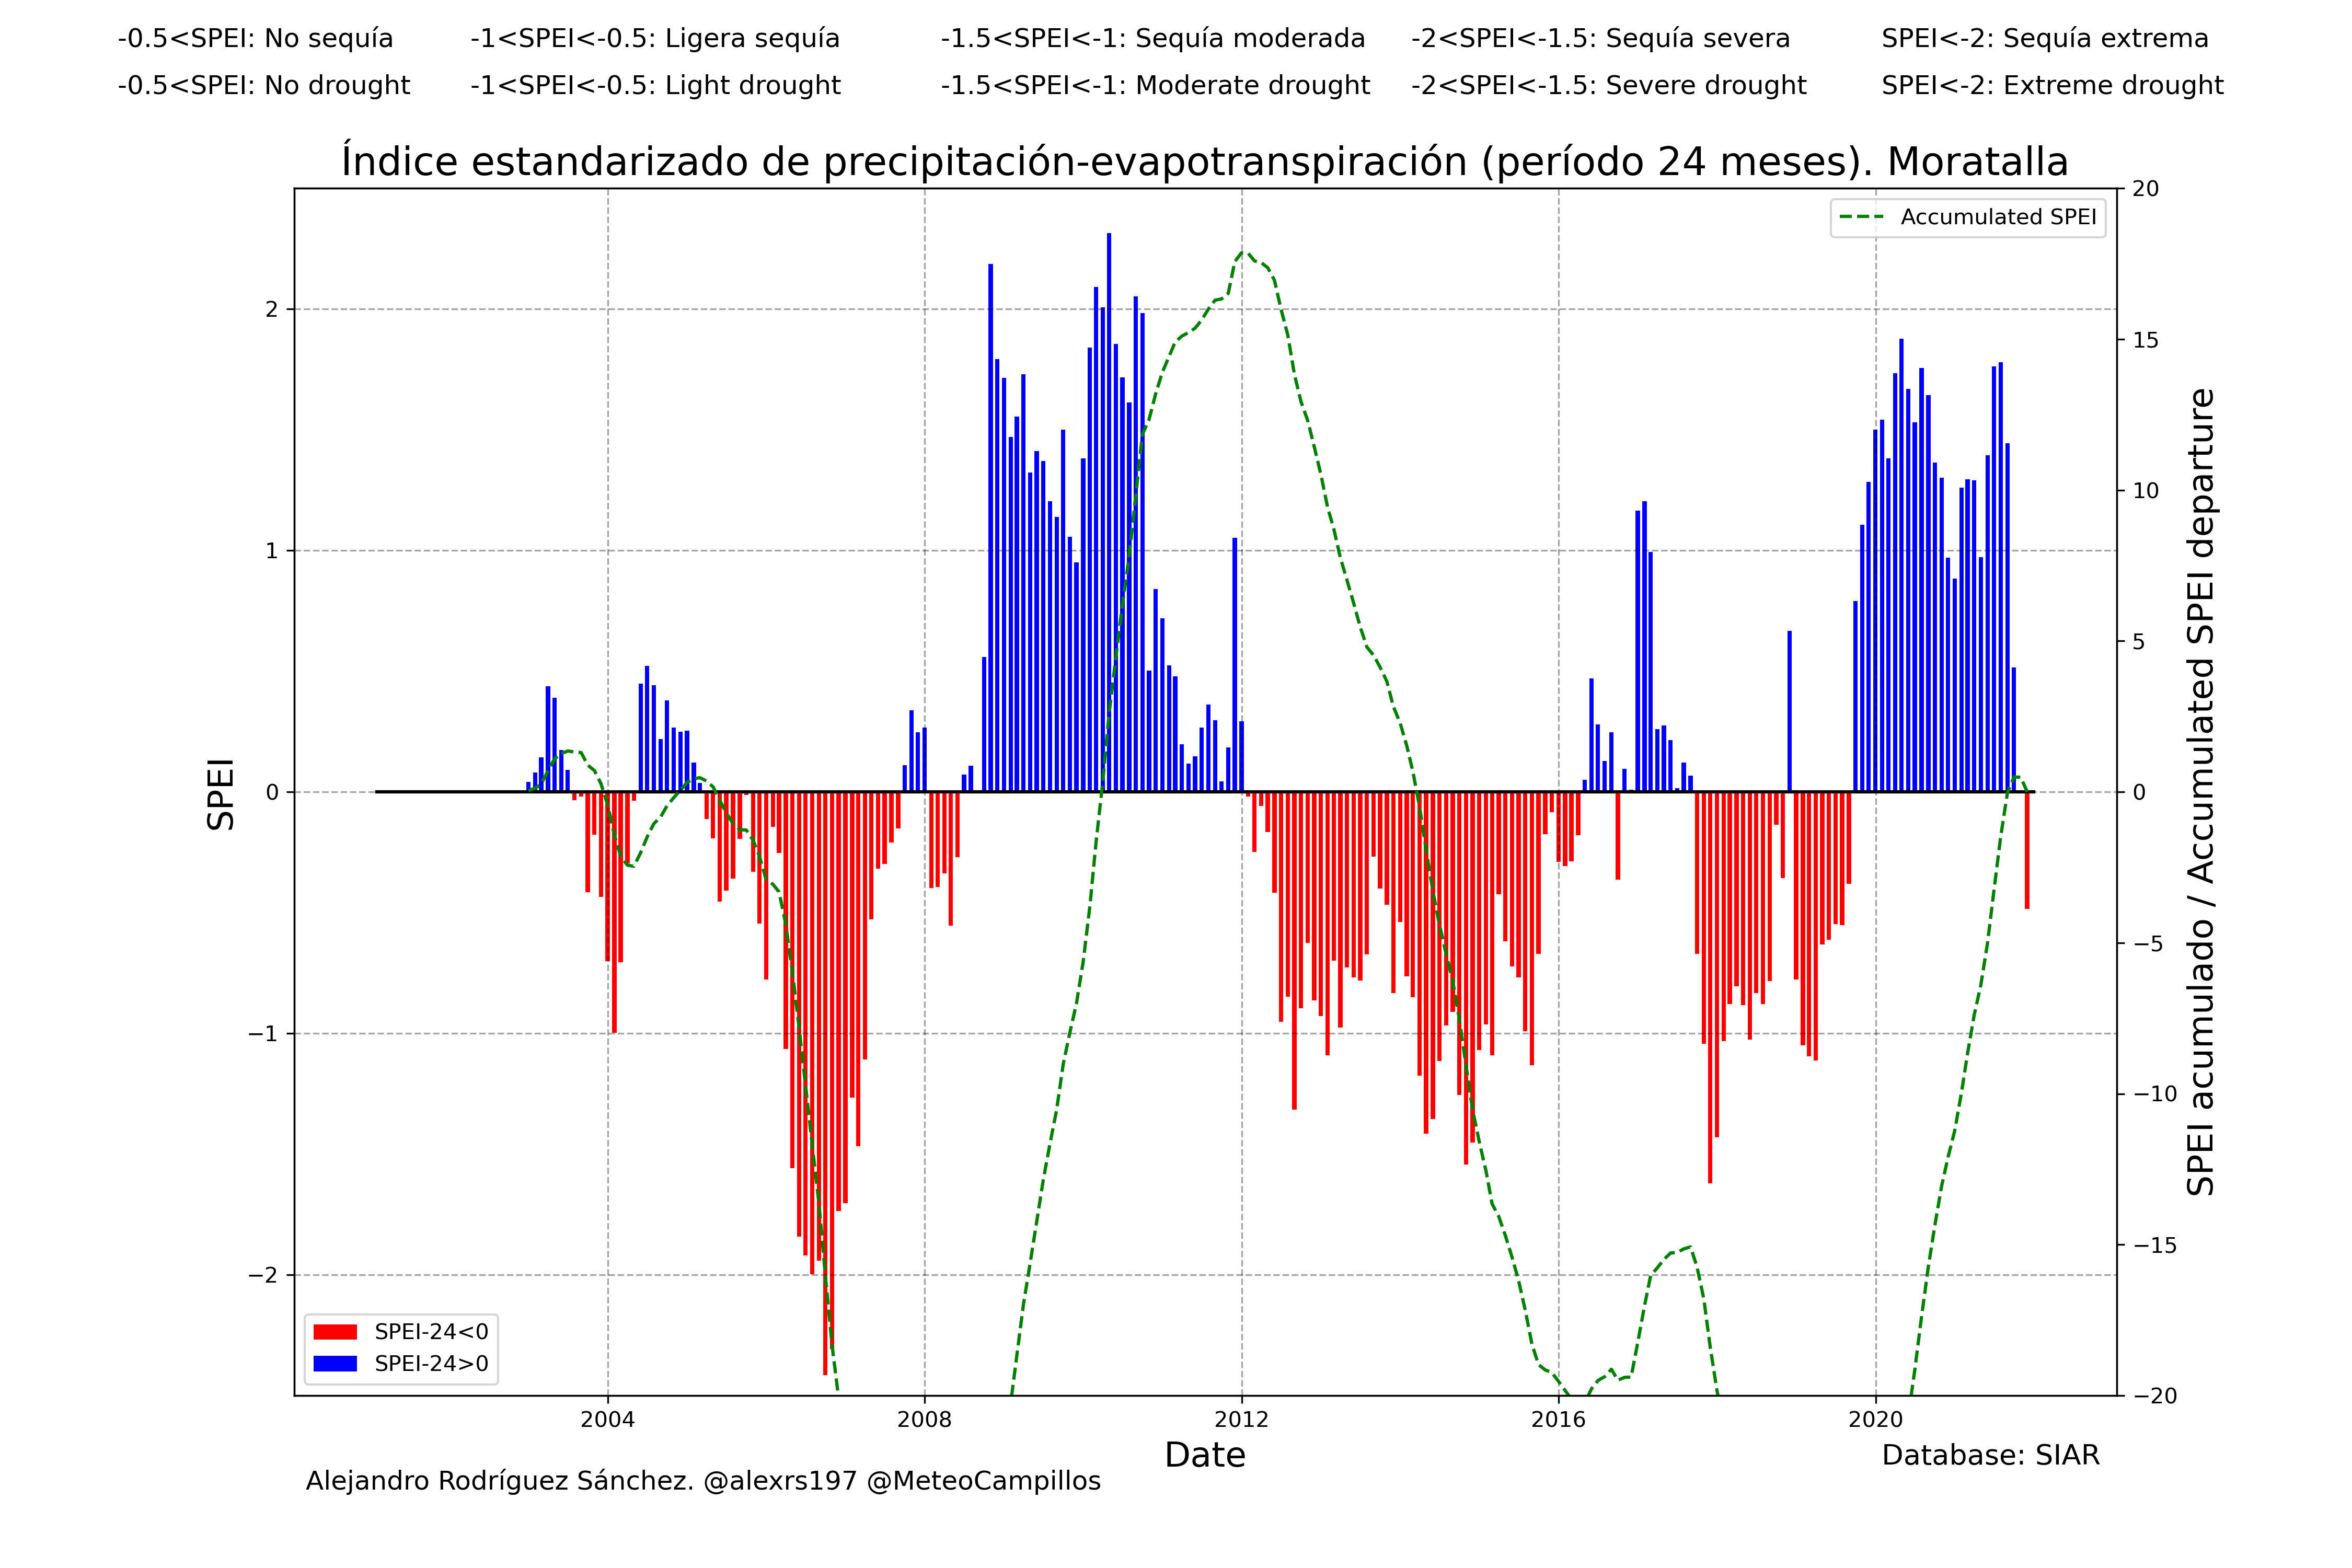 -0.5<SPEI: No sequía -1<SPEI<-0.5: Ligera sequía -1.5<SPEI<-1: Sequía moderada -2<SPEI<-1.5: Sequía severa SPEI<-2: Sequía extrema
-0.5<SPEI: No drought -1<SPEI<-0.5: Light drought -1.5<SPEI<-1: Moderate drought -2<SPEI<-1.5: Severe drought SPEI<-2: Extreme drought
Índice estandarizado de precipitación-evapotranspiración (período 24 meses). Moratalla
Accumulated SPEI
SPEI
2
1
0
−1
−2
20
15
10
5
0
−5
−10
−15
−20
SPEI acumulado / Accumulated SPEI departure
SPEI-24<0
SPEI-24>0
2004 2008 2012 2016 2020
Date
Database: SIAR
Alejandro Rodríguez Sánchez. @alexrs197 @MeteoCampillos